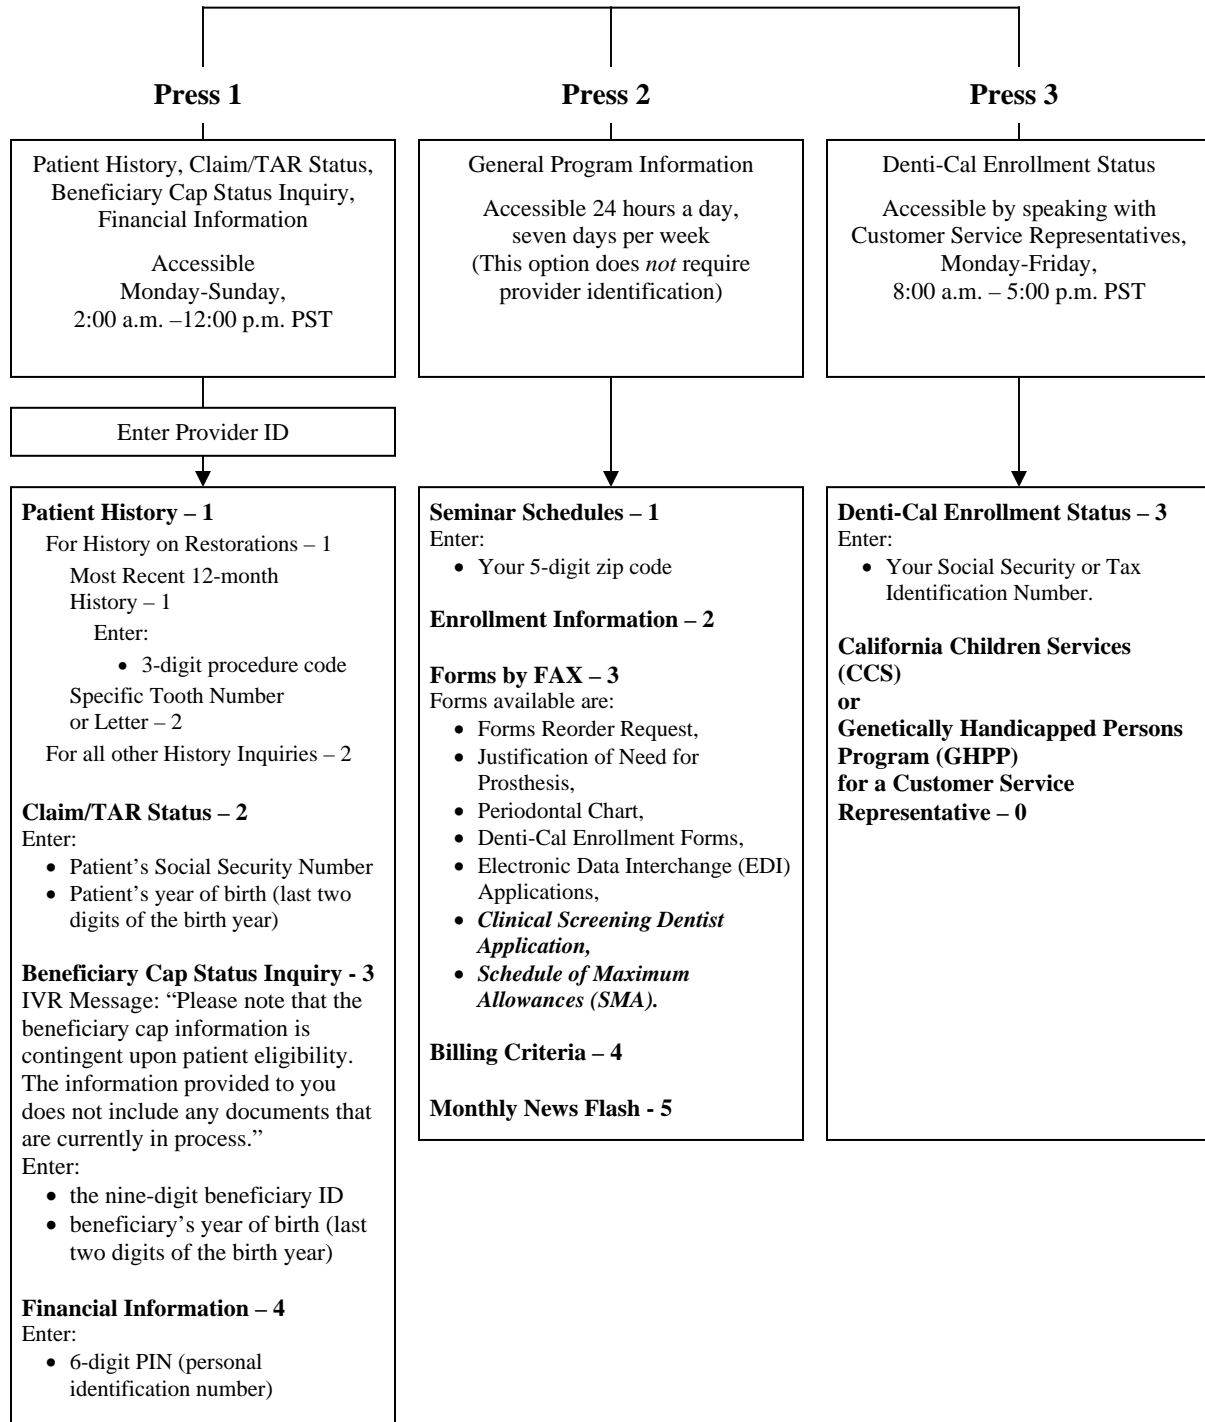 Press 1
Patient History, Claim/TAR Status,
Beneficiary Cap Status Inquiry,
Financial Information
Accessible
Monday-Sunday,
2:00 a.m. –12:00 p.m. PST
Enter Provider ID
Patient History – 1
For History on Restorations – 1
Most Recent 12-month
History – 1
Enter:
• 3-digit procedure code
Specific Tooth Number
or Letter – 2
For all other History Inquiries – 2
Claim/TAR Status – 2
Enter:
• Patient’s Social Security Number
• Patient’s year of birth (last two
digits of the birth year)
Beneficiary Cap Status Inquiry - 3
IVR Message: “Please note that the
beneficiary cap information is
contingent upon patient eligibility.
The information provided to you
does not include any documents that
are currently in process.”
Enter:
• the nine-digit beneficiary ID
• beneficiary’s year of birth (last
two digits of the birth year)
Financial Information – 4
Enter:
• 6-digit PIN (personal
identification number)
Press 2
General Program Information
Accessible 24 hours a day,
seven days per week
(This option does not require
provider identification)
Seminar Schedules – 1
Enter:
• Your 5-digit zip code
Enrollment Information – 2
Forms by FAX – 3
Forms available are:
• Forms Reorder Request,
• Justification of Need for
Prosthesis,
• Periodontal Chart,
• Denti-Cal Enrollment Forms,
• Electronic Data Interchange (EDI)
Applications,
• Clinical Screening Dentist
Application,
• Schedule of Maximum
Allowances (SMA).
Billing Criteria – 4
Monthly News Flash - 5
Press 3
Denti-Cal Enrollment Status
Accessible by speaking with
Customer Service Representatives,
Monday-Friday,
8:00 a.m. – 5:00 p.m. PST
Denti-Cal Enrollment Status – 3
Enter:
• Your Social Security or Tax
Identification Number.
California Children Services
(CCS)
or
Genetically Handicapped Persons
Program (GHPP)
for a Customer Service
Representative – 0